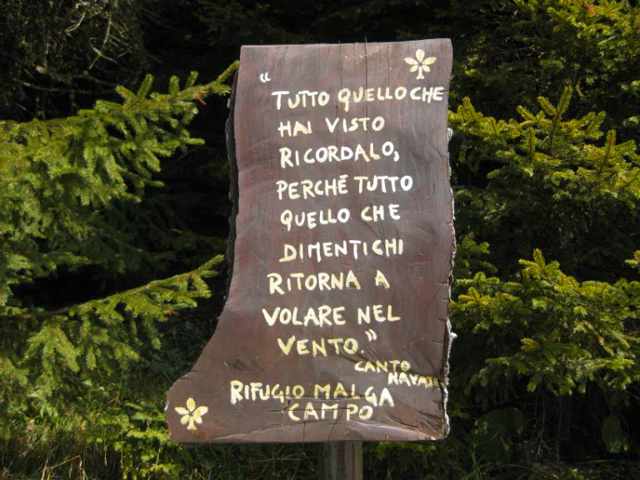 “TUTTO QUELLO CHE
HAI VISTO
RICORDALO,
PERCHÉ TUTTO
QUELLO CHE
DIMENTICHI
RITORNA A
VOLARE NEL
VENTO.”
CANTO
RIFUGIO MALGA
CAMPO